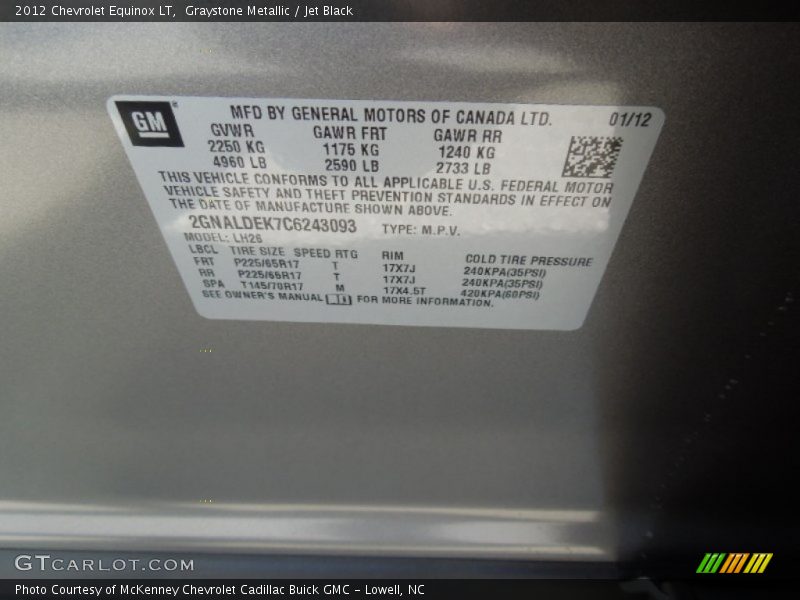 2012 Chevrolet Equinox LT,  Graystone Metallic / Jet Black
GM
MFD BY GENERAL MOTORS OF CANADA LTD. 01/12
GVWR GAWR FRT GAWR RR
2250 KG 1175 KG 1240 KG
4960 LB 2590 LB 2733 LB
THIS VEHICLE CONFORMS TO ALL APPLICABLE U.S. FEDERAL MOTOR
VEHICLE SAFETY AND THEFT PREVENTION STANDARDS IN EFFECT ON
THE DATE OF MANUFACTURE SHOWN ABOVE.
2GNALDEK7C6243093 TYPE: M.P.V.
MODEL: LH26
LBCL TIRE SIZE SPEED RTG RIM COLD TIRE PRESSURE
FRT P225/65R17 T 17X7J 240KPA(35PSI)
RR P225/65R17 T 17X7J 240KPA(35PSI)
SPA T145/70R17 M 17X4.5T 420KPA(60PSI)
SEE OWNER'S MANUAL FOR MORE INFORMATION.
GTCARLOT.COM
Photo Courtesy of McKenney Chevrolet Cadillac Buick GMC - Lowell, NC